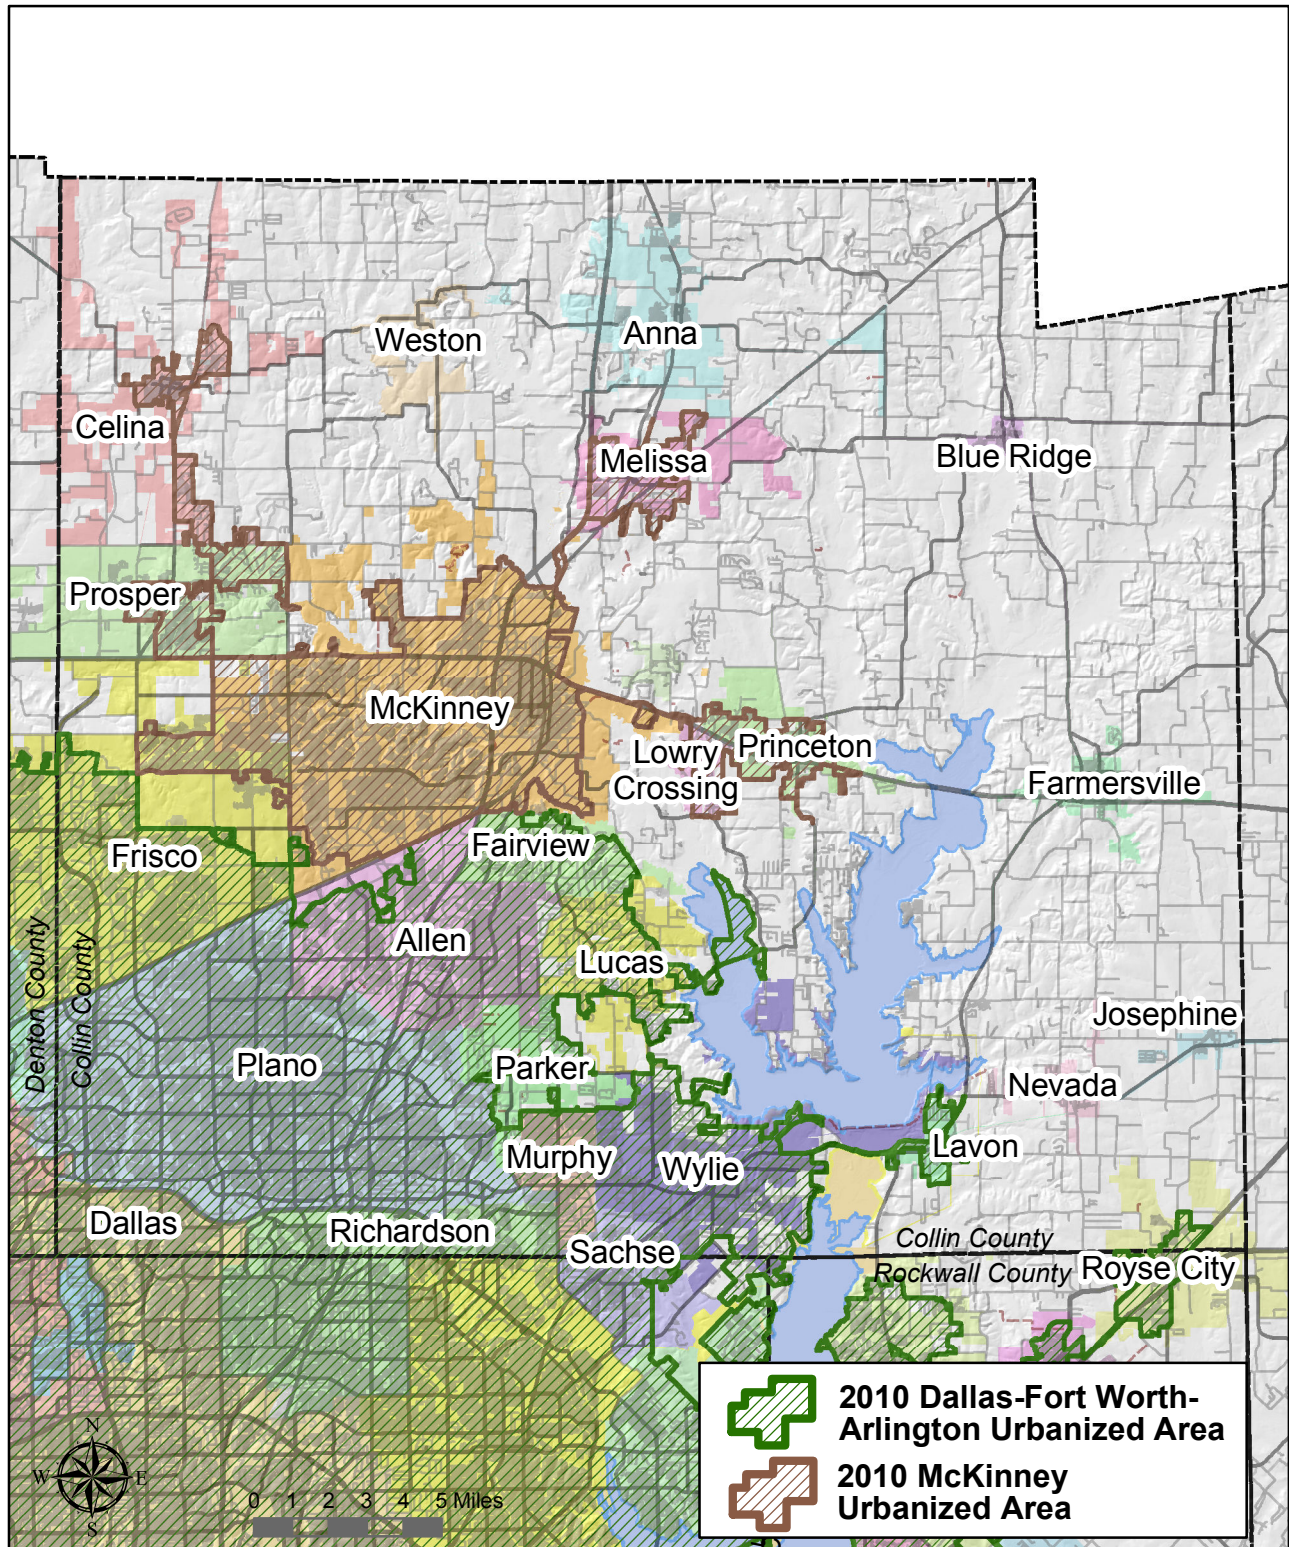 Weston
Anna
Celina
Melissa
Blue Ridge
Prosper
McKinney
Lowry
Crossing
Princeton
Farmersville
Frisco
Fairview
Allen
Lucas
Denton County
Collin County
Josephine
Plano
Parker
Nevada
Murphy
Wylie
Lavon
Dallas
Richardson
Sachse
Collin County
Rockwall County
Royse City
2010 Dallas-Fort Worth-
Arlington Urbanized Area
2010 McKinney
Urbanized Area
N
W
E
S
0 1 2 3 4 5 Miles